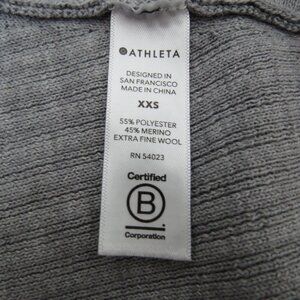 ATHLETA
DESIGNED IN
SAN FRANCISCO
MADE IN CHINA
XXS
55% POLYESTER
45% MERINO
EXTRA FINE WOOL
RN 54023
Certified
B
Corporation